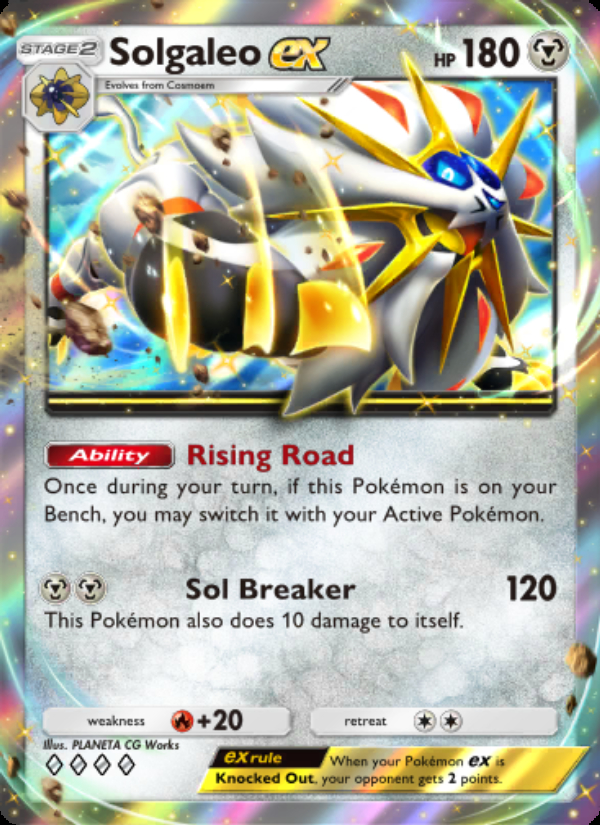 STAGE 2 Solgaleo ex HP 180
Evolves from Cosmoem
Ability Rising Road
Once during your turn, if this Pokémon is on your
Bench, you may switch it with your Active Pokémon.
Sol Breaker 120
This Pokémon also does 10 damage to itself.
weakness +20 retreat
Illus. PLANETA CG Works
ex rule When your Pokémon ex is
Knocked Out, your opponent gets 2 points.